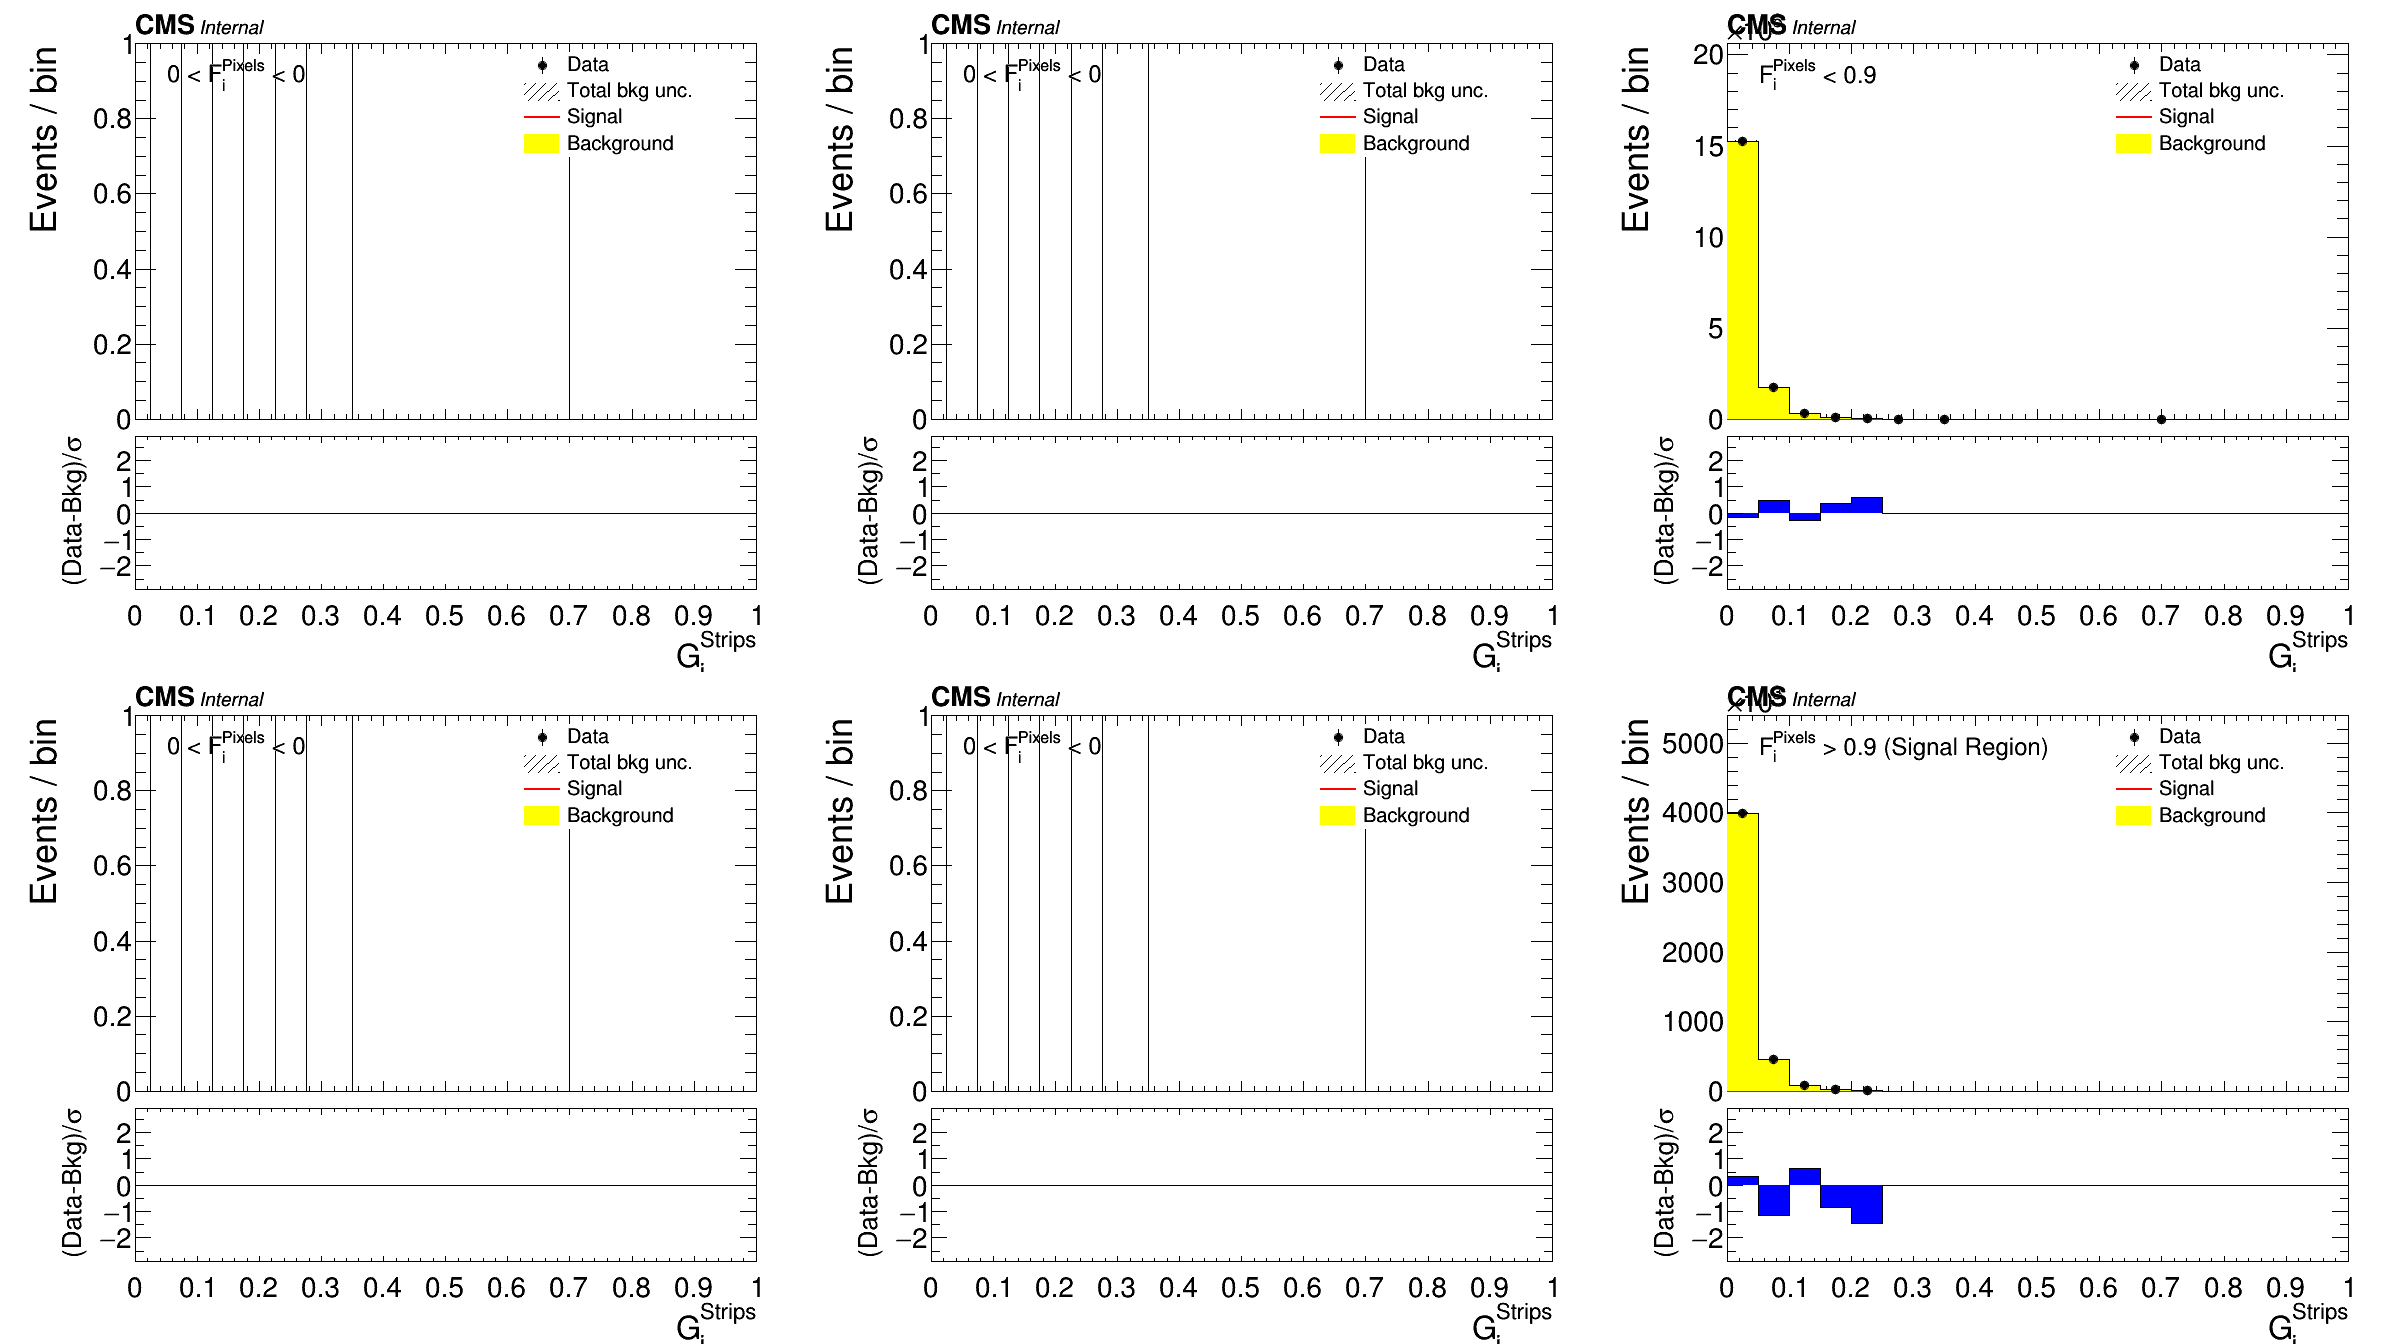 CMS Internal
Events / bin
1
0.8
0.6
0.4
0.2
0
0 < F_i^Pixels < 0
Data
Total bkg unc.
Signal
Background
(Data-Bkg)/σ
2
1
0
−1
−2
0 0.1 0.2 0.3 0.4 0.5 0.6 0.7 0.8 0.9 1
G_i^Strips
CMS Internal
Events / bin
1
0.8
0.6
0.4
0.2
0
0 < F_i^Pixels < 0
Data
Total bkg unc.
Signal
Background
(Data-Bkg)/σ
2
1
0
−1
−2
0 0.1 0.2 0.3 0.4 0.5 0.6 0.7 0.8 0.9 1
G_i^Strips
CMS Internal
Events / bin
20
15
10
5
0
F_i^Pixels < 0.9
Data
Total bkg unc.
Signal
Background
(Data-Bkg)/σ
2
1
0
−1
−2
0 0.1 0.2 0.3 0.4 0.5 0.6 0.7 0.8 0.9 1
G_i^Strips
CMS Internal
Events / bin
1
0.8
0.6
0.4
0.2
0
0 < F_i^Pixels < 0
Data
Total bkg unc.
Signal
Background
(Data-Bkg)/σ
2
1
0
−1
−2
0 0.1 0.2 0.3 0.4 0.5 0.6 0.7 0.8 0.9 1
G_i^Strips
CMS Internal
Events / bin
1
0.8
0.6
0.4
0.2
0
0 < F_i^Pixels < 0
Data
Total bkg unc.
Signal
Background
(Data-Bkg)/σ
2
1
0
−1
−2
0 0.1 0.2 0.3 0.4 0.5 0.6 0.7 0.8 0.9 1
G_i^Strips
CMS Internal
Events / bin
5000
4000
3000
2000
1000
0
F_i^Pixels > 0.9 (Signal Region)
Data
Total bkg unc.
Signal
Background
(Data-Bkg)/σ
2
1
0
−1
−2
0 0.1 0.2 0.3 0.4 0.5 0.6 0.7 0.8 0.9 1
G_i^Strips